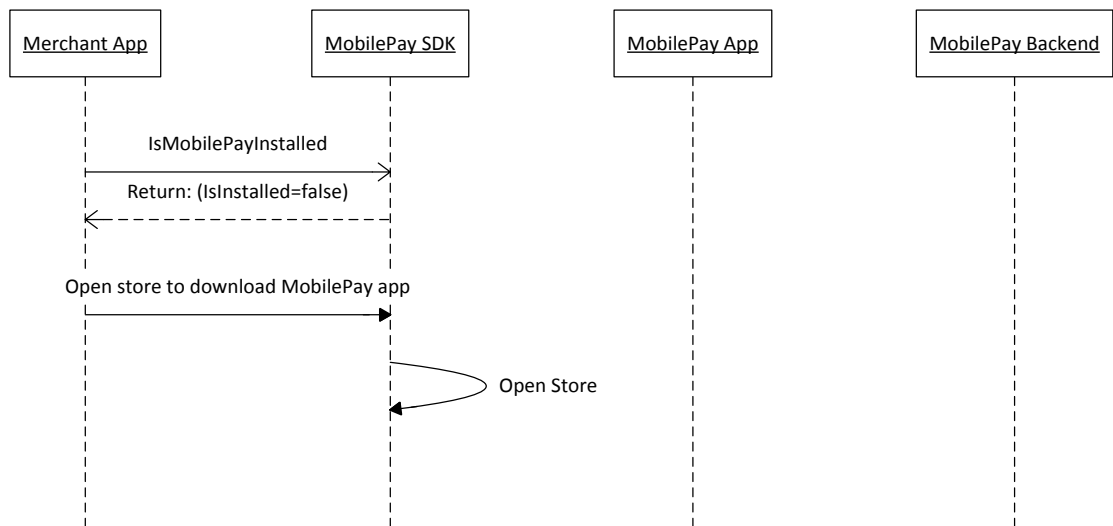 Merchant App
MobilePay SDK
MobilePay App
MobilePay Backend
IsMobilePayInstalled
Return: (IsInstalled=false)
Open store to download MobilePay app
Open Store